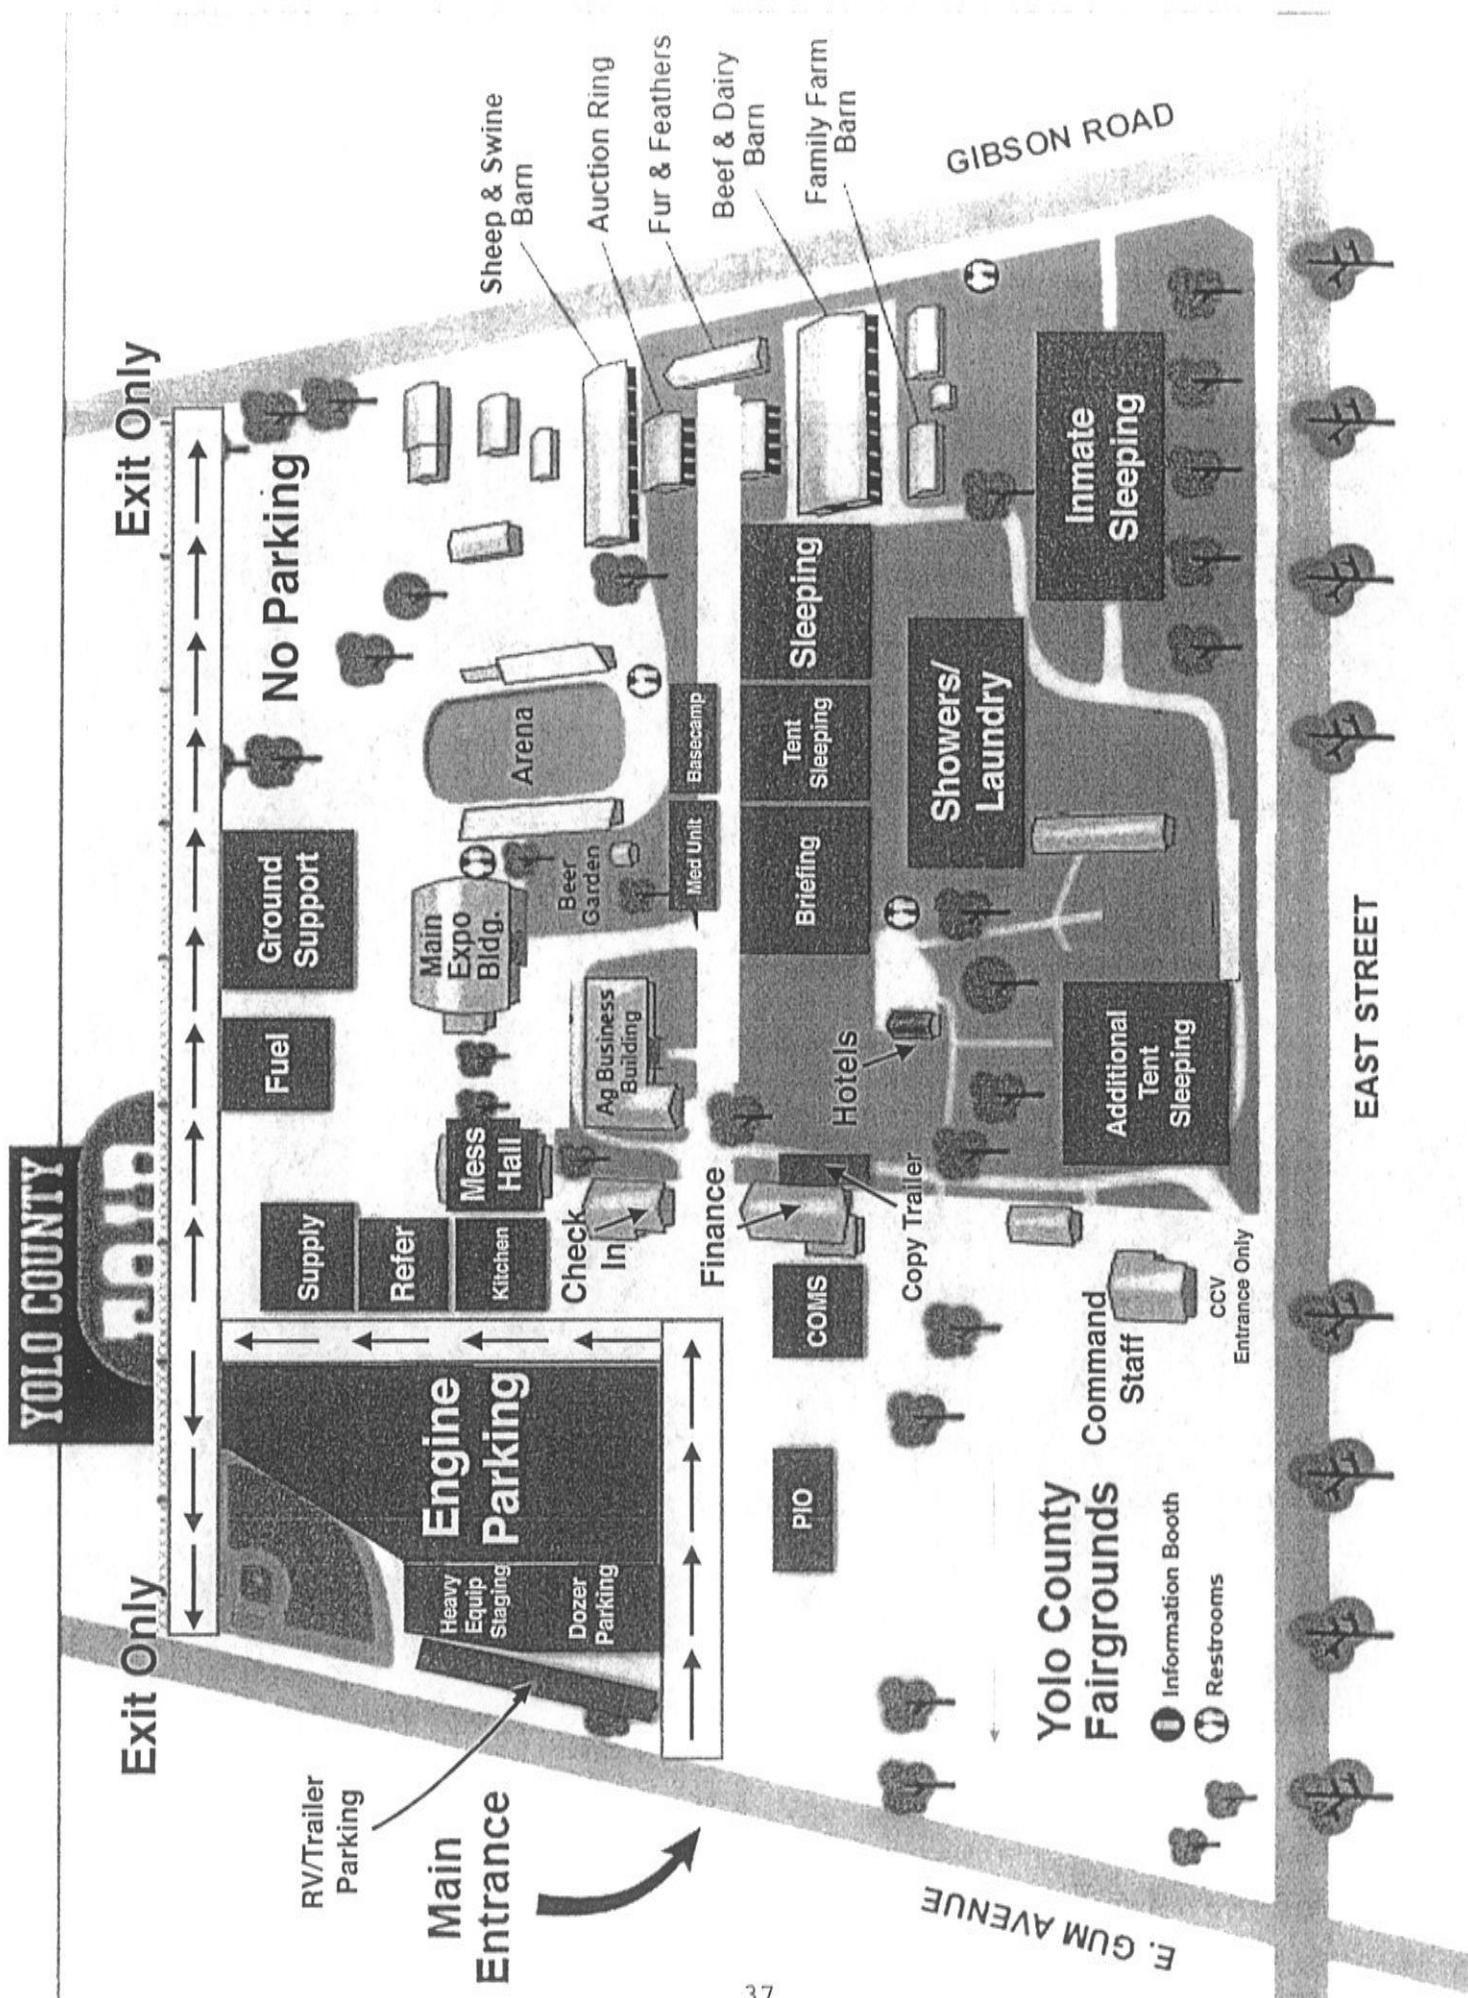 YOLO COUNTY
FAIR
Exit Only
Exit Only
No Parking
Ground
Support
Fuel
Supply
Refer
Kitchen
Mess
Hall
Main
Expo
Bldg.
Arena
Beer
Garden
RV/Trailer
Parking
Engine
Parking
Heavy
Equip
Staging
Dozer
Parking
Main
Entrance
Check
In
Ag Business
Building
Med Unit
Basecamp
Sheep & Swine
Barn
Auction Ring
Fur & Feathers
Beef & Dairy
Barn
Family Farm
Barn
GIBSON ROAD
Finance
COMS
PIO
Copy Trailer
Hotels
Briefing
Tent
Sleeping
Sleeping
Showers/
Laundry
Inmate
Sleeping
Additional
Tent
Sleeping
Command
Staff
CCV
Entrance Only
Yolo County
Fairgrounds
Information Booth
Restrooms
E. GUM AVENUE
EAST STREET
37